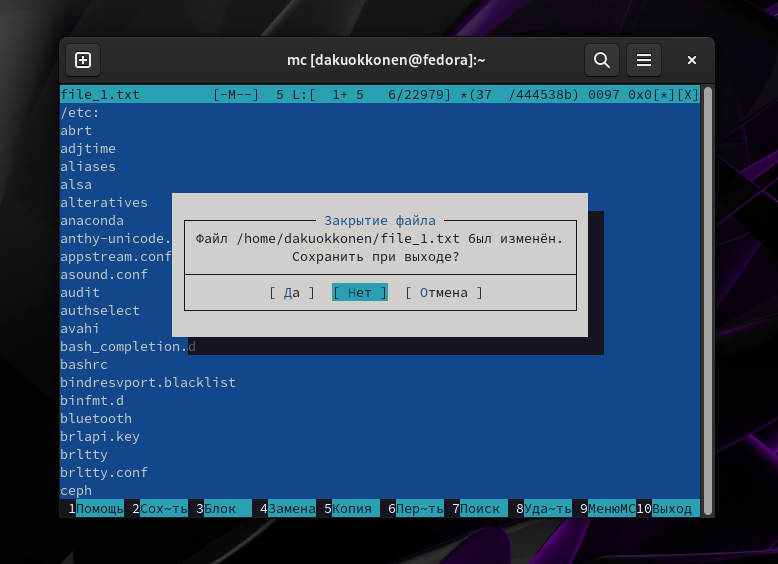 mc [dakuokkonen@fedora]:~
file_1.txt [-M--] 5 L:[ 1+ 5 6/22979] *(37 /444538b) 0097 0x0[*][X]
/etc:
abrt
adjtime
aliases
alsa
alteratives
anaconda
anthy-unicode.
appstream.conf
asound.conf
audit
authselect
avahi
bash_completion.d
bashrc
bindresvport.blacklist
binfmt.d
bluetooth
brlapi.key
brltty
brltty.conf
ceph
Закрытие файла
Файл /home/dakuokkonen/file_1.txt был изменён.
Сохранить при выходе?
[ Да ] [ Нет ] [ Отмена ]
1Помощь 2Сох~ть 3Блок 4Замена 5Копия 6Пер~ть 7Поиск 8Уда~ть 9МенюMC 10Выход